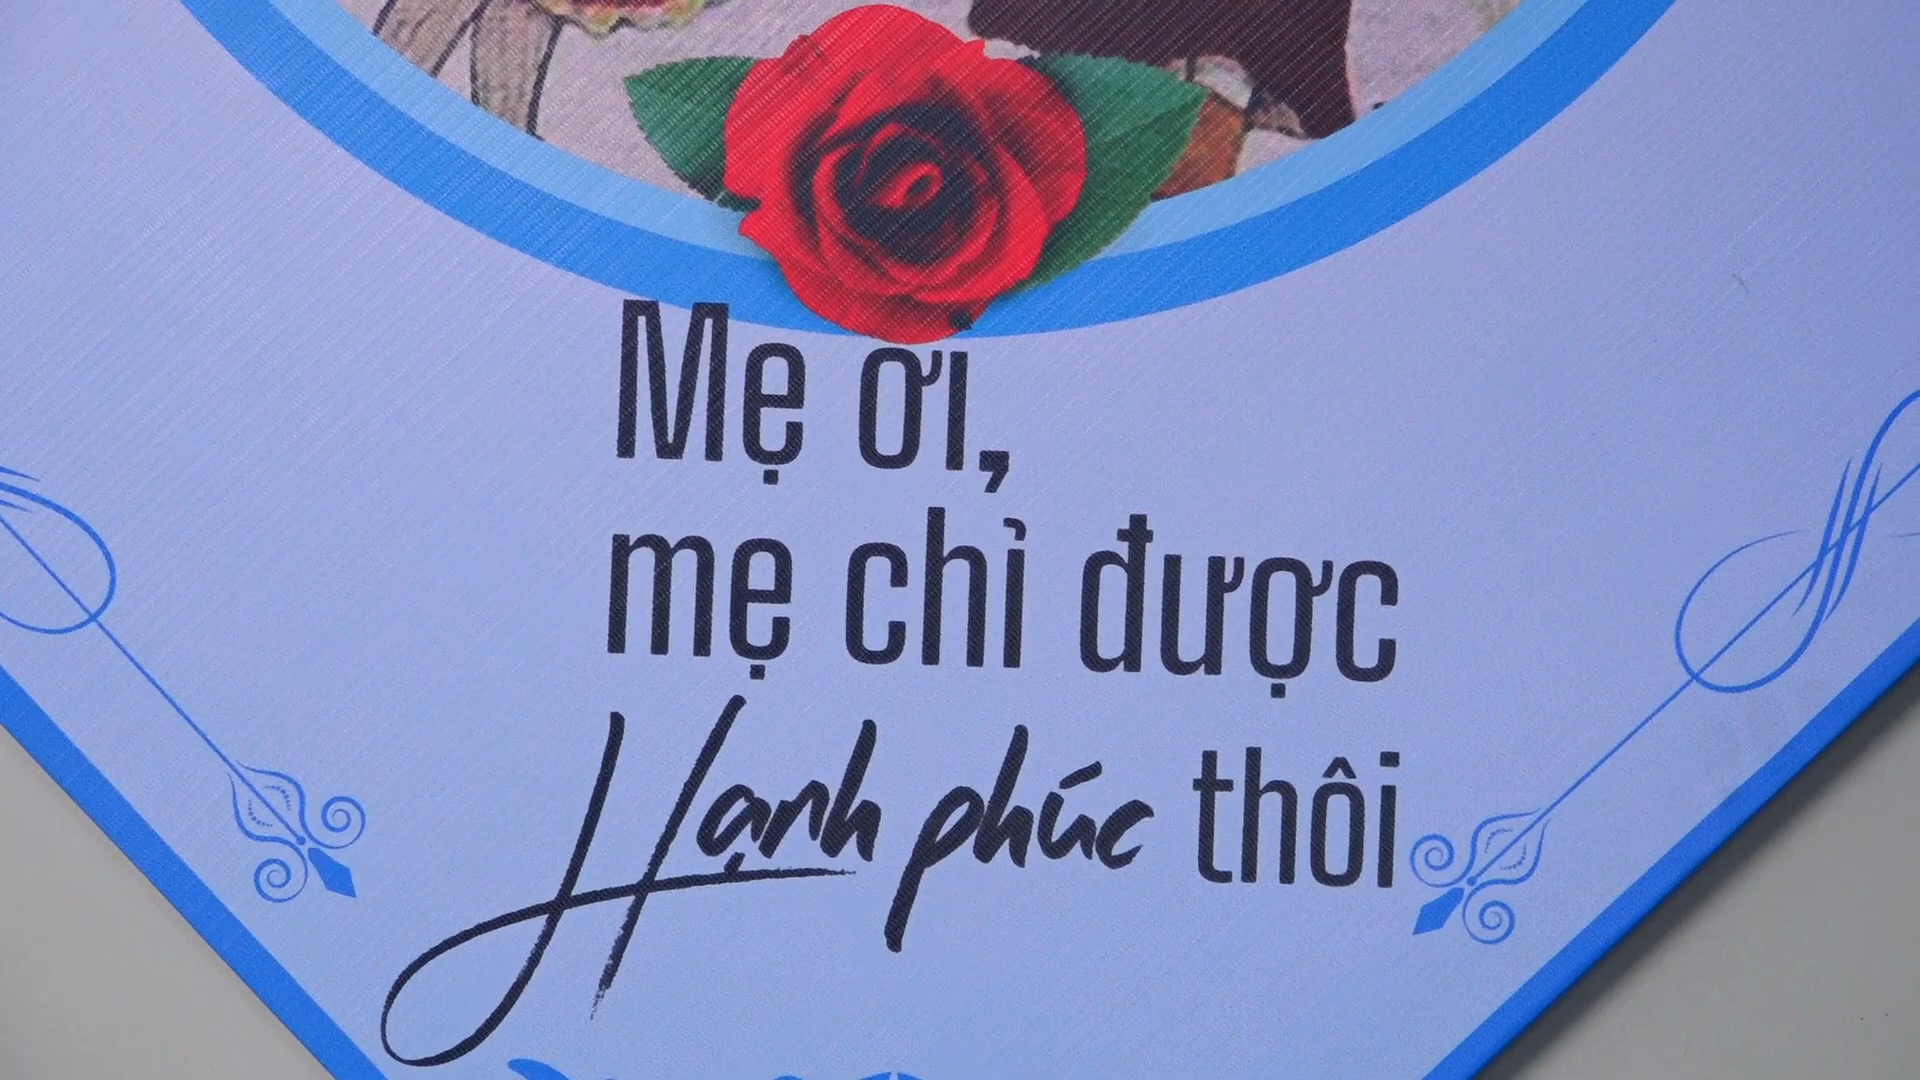 Mẹ ơi,
mẹ chỉ được
Hạnh phúc thôi